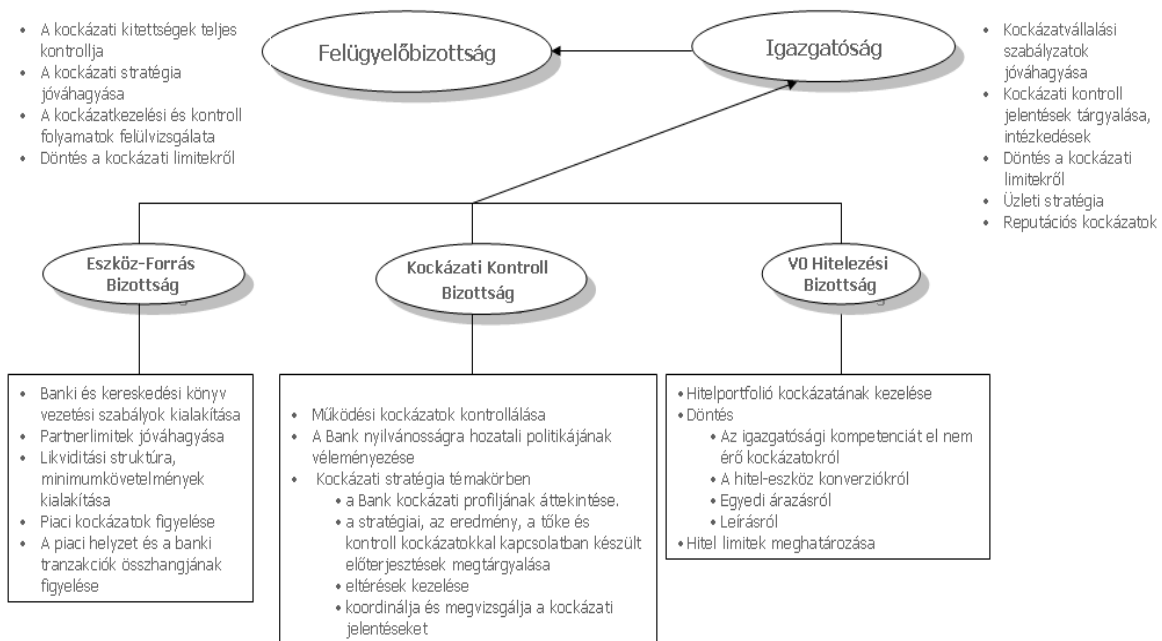 • A kockázati kitettségek teljes
kontrollja
• A kockázati stratégia
jóváhagyása
• A kockázatkezelési és kontroll
folyamatok felülvizsgálata
• Döntés a kockázati limitekről
Felügyelőbizottság
Igazgatóság
• Kockázatvállalási
szabályzatok
jóváhagyása
• Kockázati kontroll
jelentések tárgyalása,
intézkedések
• Döntés a kockázati
limitekről
• Üzleti stratégia
• Reputációs kockázatok
Eszköz-Forrás
Bizottság
Kockázati Kontroll
Bizottság
V0 Hitelezési
Bizottság
• Banki és kereskedési könyv
vezetési szabályok kialakítása
• Partnerlimitek jóváhagyása
• Likviditási struktúra,
minimumkövetelmények
kialakítása
• Piaci kockázatok figyelése
• A piaci helyzet és a banki
tranzakciók összhangjának
figyelése
• Működési kockázatok kontrollálása
• A Bank nyilvánosságra hozatali politikájának
véleményezése
• Kockázati stratégia témakörben
• a Bank kockázati profiljának áttekintése.
• a stratégiai, az eredmény, a tőke és
kontroll kockázatokkal kapcsolatban készült
előterjesztések megtárgyalása
• eltérések kezelése
• koordinálja és megvizsgálja a kockázati
jelentéseket
• Hitelportfolió kockázatának kezelése
• Döntés
• Az igazgatósági kompetenciát el nem
érő kockázatokról
• A hitel-eszköz konverziókról
• Egyedi árazásról
• Leírásról
• Hitel limitek meghatározása